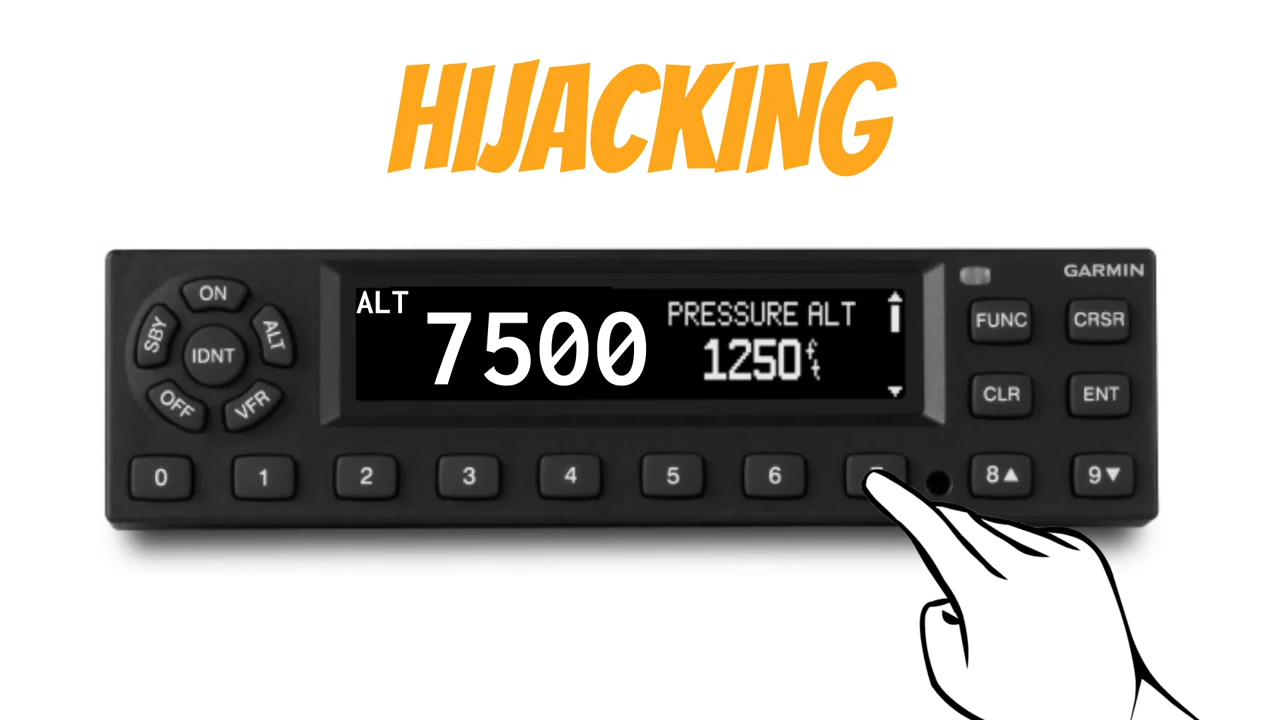 HIJACKING
GARMIN
ON
SBY
ALT
IDNT
OFF
VFR
ALT
7500
PRESSURE ALT
1250ft
FUNC
CRSR
CLR
ENT
0
1
2
3
4
5
6
8▲
9▼